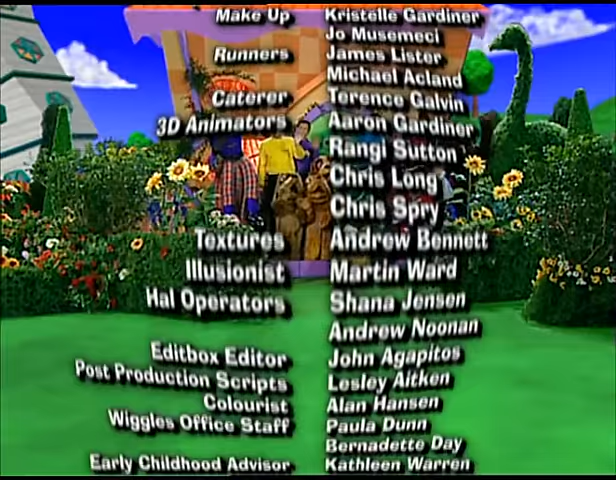 Make Up Kristelle Gardiner
Jo Musemeci
Runners James Lister
Michael Acland
Caterer Terence Galvin
3D Animators Aaron Gardiner
Rangi Sutton
Chris Long
Chris Spry
Textures Andrew Bennett
Illusionist Martin Ward
Hal Operators Shana Jensen
Andrew Noonan
Editbox Editor John Agapitos
Post Production Scripts Lesley Aitken
Colourist Alan Hansen
Wiggles Office Staff Paula Dunn
Bernadette Day
Early Childhood Advisor Kathleen Warren